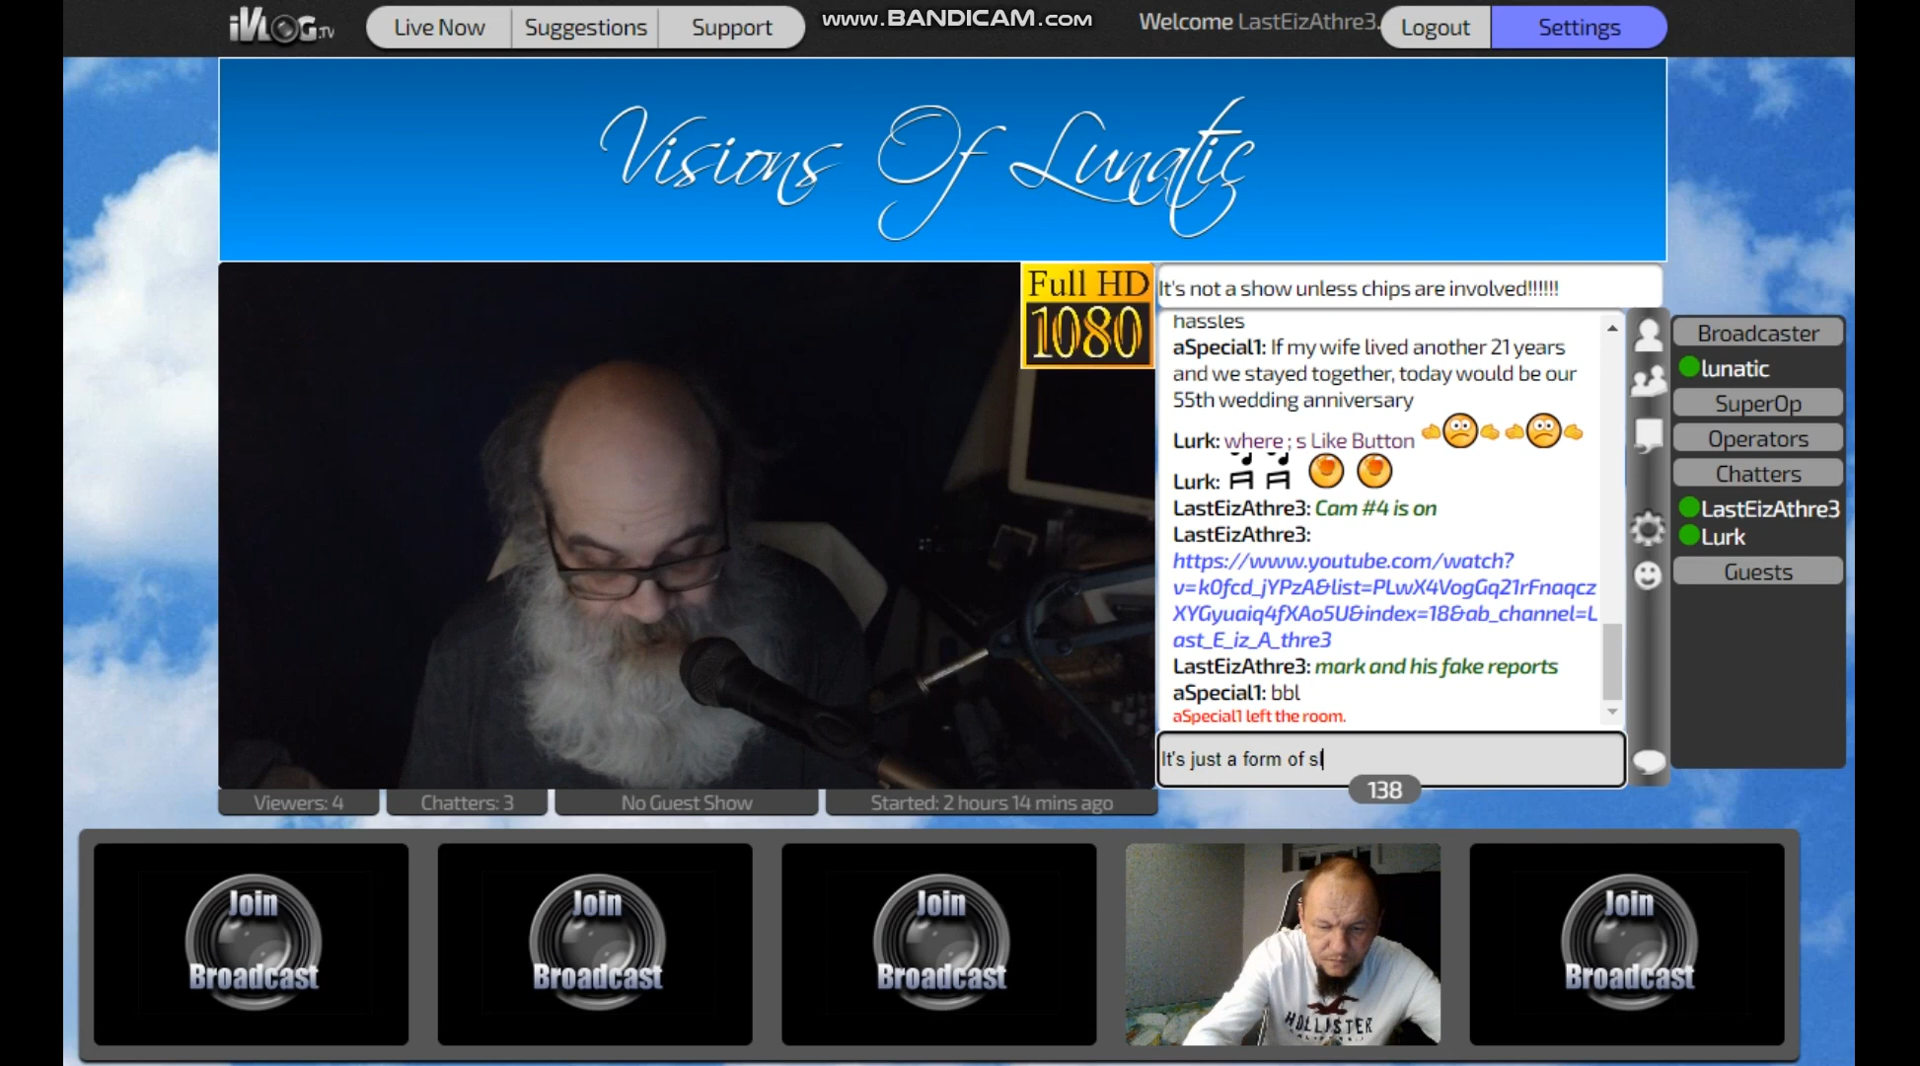 iVLOG.TV
Live Now
Suggestions
Support
www.BANDICAM.com
Welcome LastEizAthre3.
Logout
Settings
Visions Of Lunatic
Full HD
1080
It's not a show unless chips are involved!!!!!!
hassles
aSpecial1: If my wife lived another 21 years
and we stayed together, today would be our
55th wedding anniversary
Lurk: where ; s Like Button
Lurk:
LastEizAthre3: Cam #4 is on
LastEizAthre3:
https://www.youtube.com/watch?
v=k0fcd_jYPzA&list=PLwX4VogGq21rFnaqcz
XYGyuaiq4fXAo5U&index=18&ab_channel=L
ast_E_iz_A_thre3
LastEizAthre3: mark and his fake reports
aSpecial1: bbl
aSpecial1 left the room.
It's just a form of sl
138
Broadcaster
lunatic
SuperOp
Operators
Chatters
LastEizAthre3
Lurk
Guests
Viewers: 4
Chatters: 3
No Guest Show
Started: 2 hours 14 mins ago
Join
Broadcast
Join
Broadcast
Join
Broadcast
HOLLISTER
CALIFORNIA
Join
Broadcast